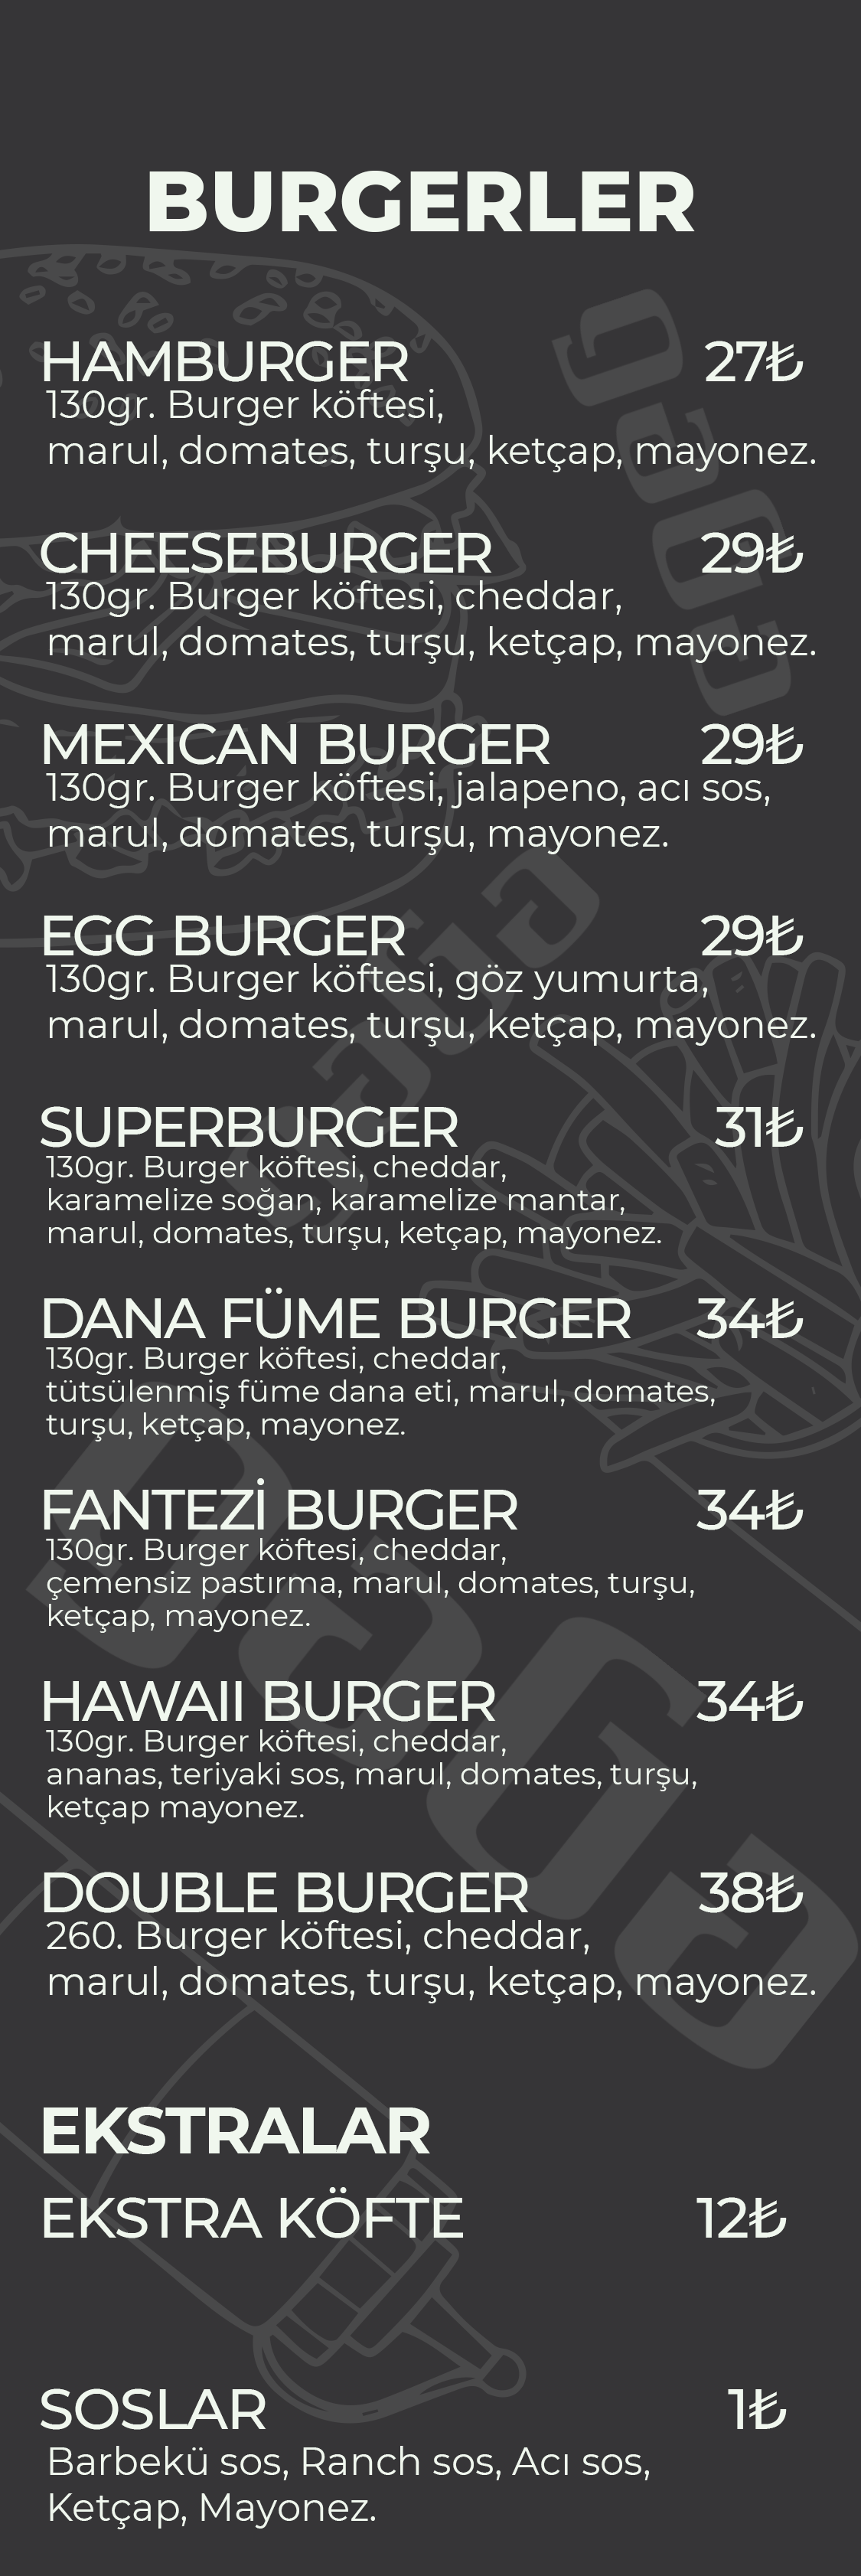 BURGERLER
HAMBURGER 27₺
130gr. Burger köftesi,
marul, domates, turşu, ketçap, mayonez.
CHEESEBURGER 29₺
130gr. Burger köftesi, cheddar,
marul, domates, turşu, ketçap, mayonez.
MEXICAN BURGER 29₺
130gr. Burger köftesi, jalapeno, acı sos,
marul, domates, turşu, mayonez.
EGG BURGER 29₺
130gr. Burger köftesi, göz yumurta,
marul, domates, turşu, ketçap, mayonez.
SUPERBURGER 31₺
130gr. Burger köftesi, cheddar,
karamelize soğan, karamelize mantar,
marul, domates, turşu, ketçap, mayonez.
DANA FÜME BURGER 34₺
130gr. Burger köftesi, cheddar,
tütsülenmiş füme dana eti, marul, domates,
turşu, ketçap, mayonez.
FANTEZİ BURGER 34₺
130gr. Burger köftesi, cheddar,
çemensiz pastırma, marul, domates, turşu,
ketçap, mayonez.
HAWAII BURGER 34₺
130gr. Burger köftesi, cheddar,
ananas, teriyaki sos, marul, domates, turşu,
ketçap mayonez.
DOUBLE BURGER 38₺
260. Burger köftesi, cheddar,
marul, domates, turşu, ketçap, mayonez.
EKSTRALAR
EKSTRA KÖFTE 12₺
SOSLAR 1₺
Barbekü sos, Ranch sos, Acı sos,
Ketçap, Mayonez.